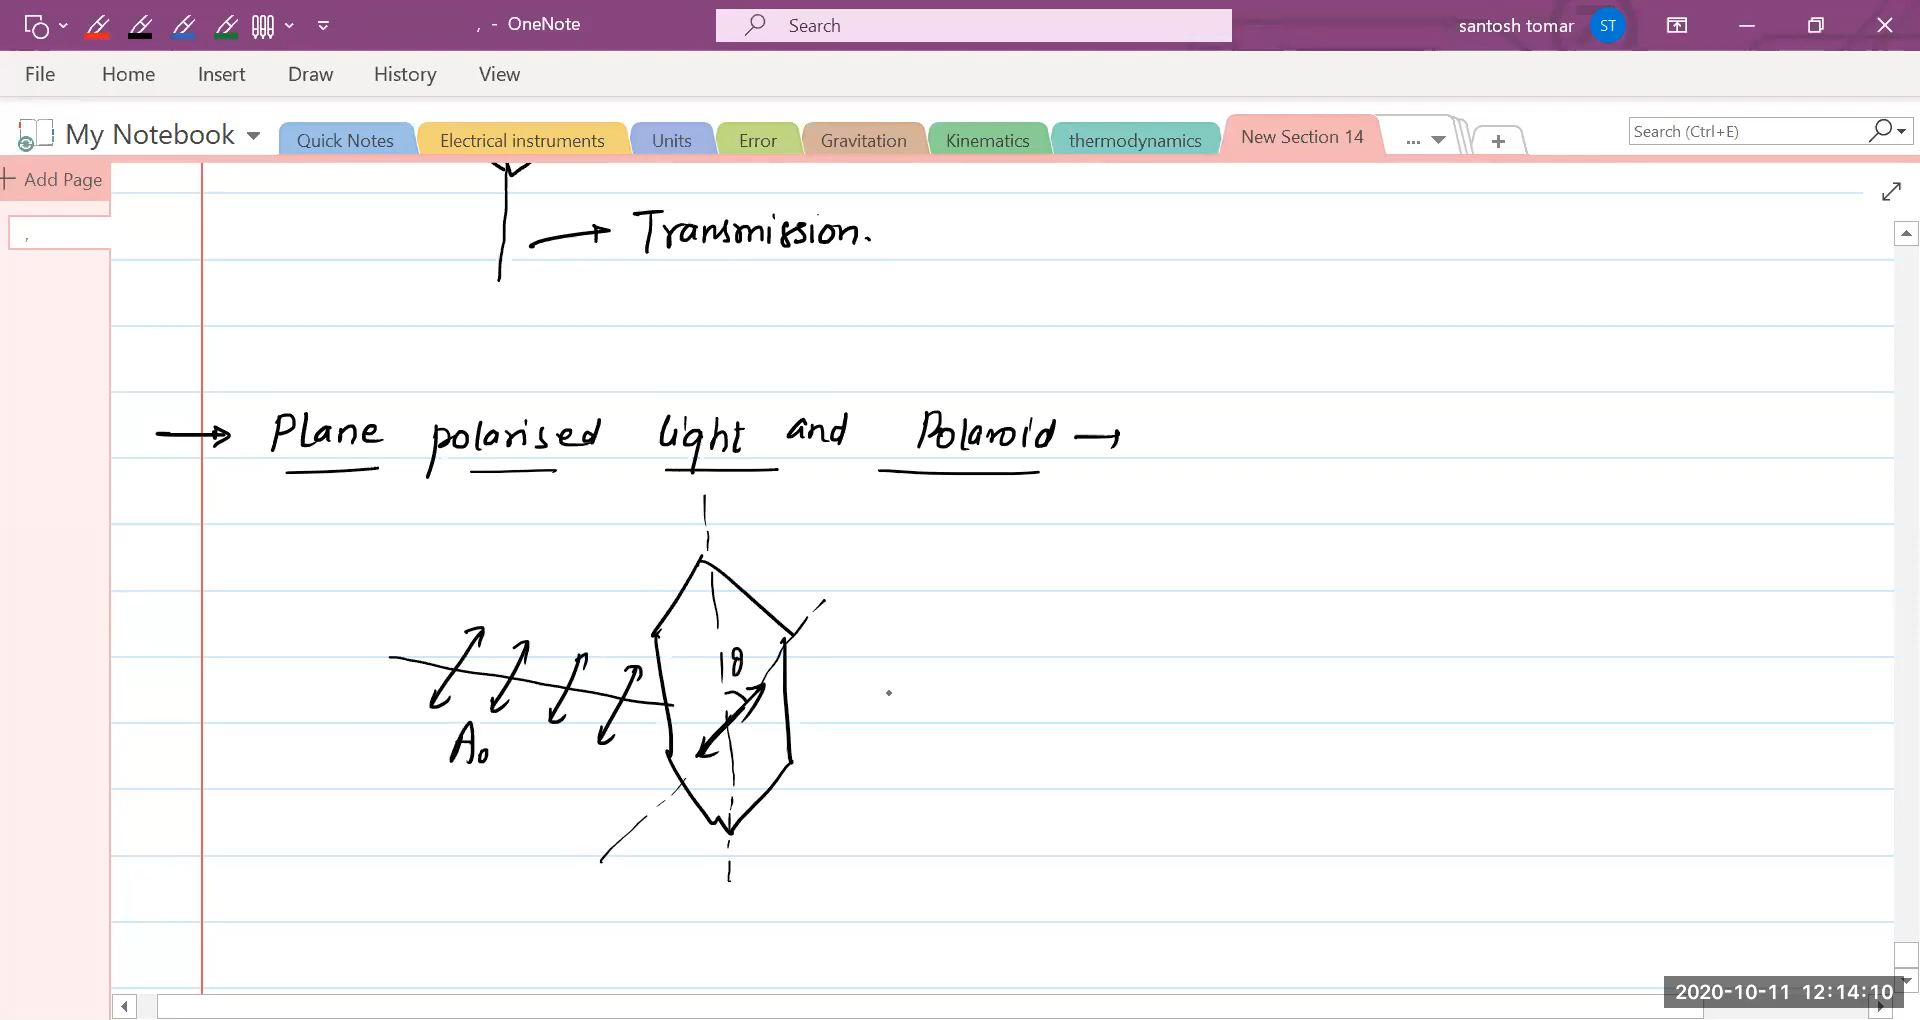 , - OneNote
Search
santosh tomar ST
File Home Insert Draw History View
My Notebook
Quick Notes Electrical instruments Units Error Gravitation Kinematics thermodynamics New Section 14 ... +
Search (Ctrl+E)
+ Add Page
,
→ Transmission.
→ Plane polarised light and Polaroid →
θ
A₀
2020-10-11 12:14:10